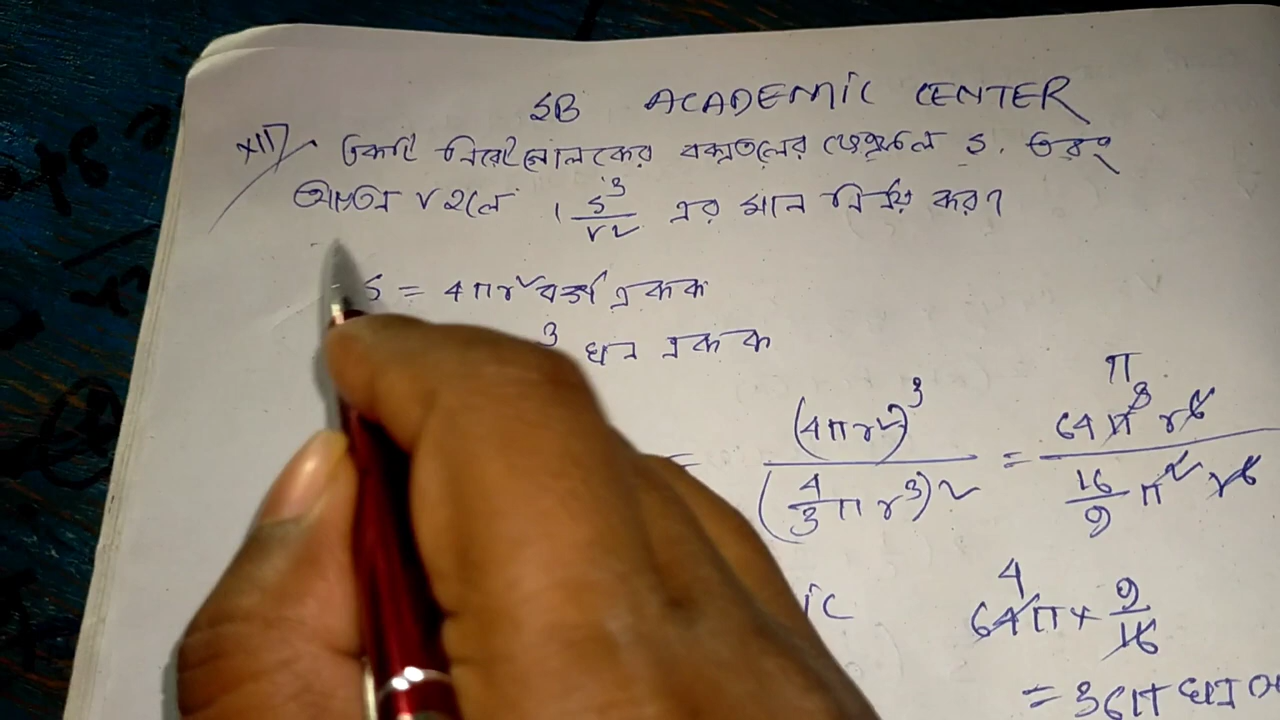 SB ACADEMIC CENTER
XII) একটি নিরেট গোলকের বক্রতলের ক্ষেত্রফল S. এবং
আয়তন V হলে, S³/V² এর মান নির্ণয় কর।
S = 4πr² বর্গ একক
³ ঘন একক
= (4πr²)³ / (4/3 πr³)² = 64π³r⁶ / 16/9 π²r⁶
π
ic 64π × 9/16
4
= 36π ঘন